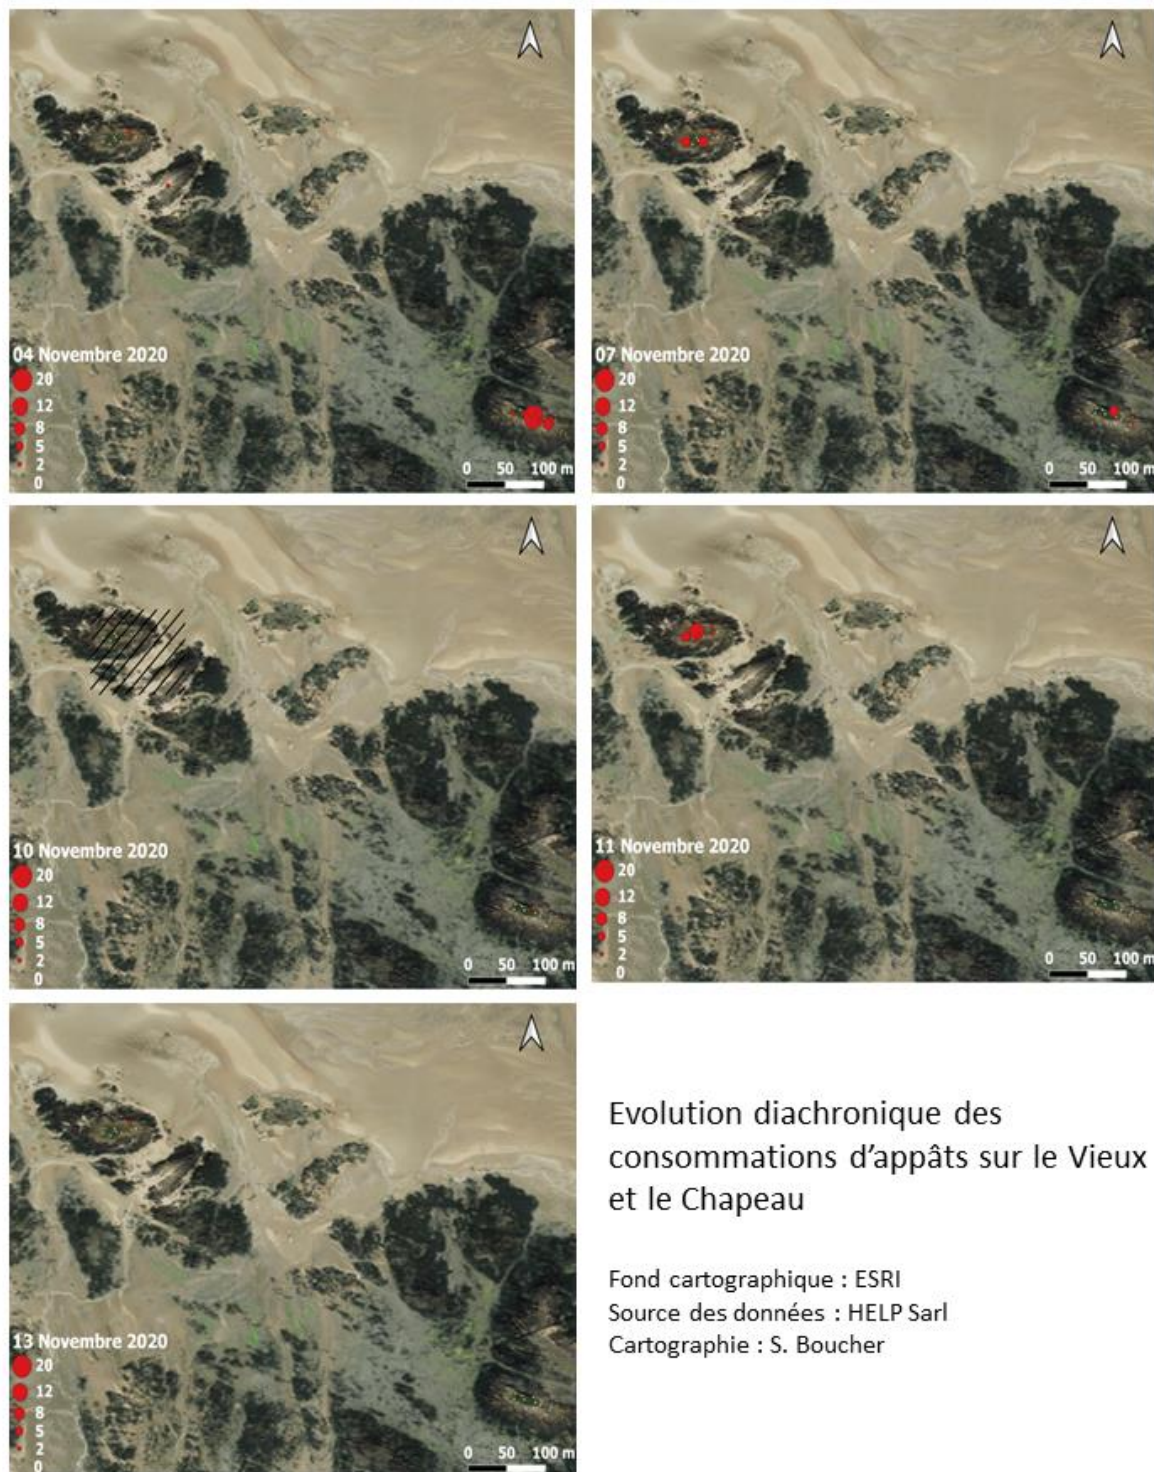 04 Novembre 2020
20
12
8
5
2
0
0 50 100 m
07 Novembre 2020
20
12
8
5
2
0
0 50 100 m
10 Novembre 2020
20
12
8
5
2
0
0 50 100 m
11 Novembre 2020
20
12
8
5
2
0
0 50 100 m
13 Novembre 2020
20
12
8
5
2
0
0 50 100 m
Evolution diachronique des
consommations d'appâts sur le Vieux
et le Chapeau
Fond cartographique : ESRI
Source des données : HELP Sarl
Cartographie : S. Boucher